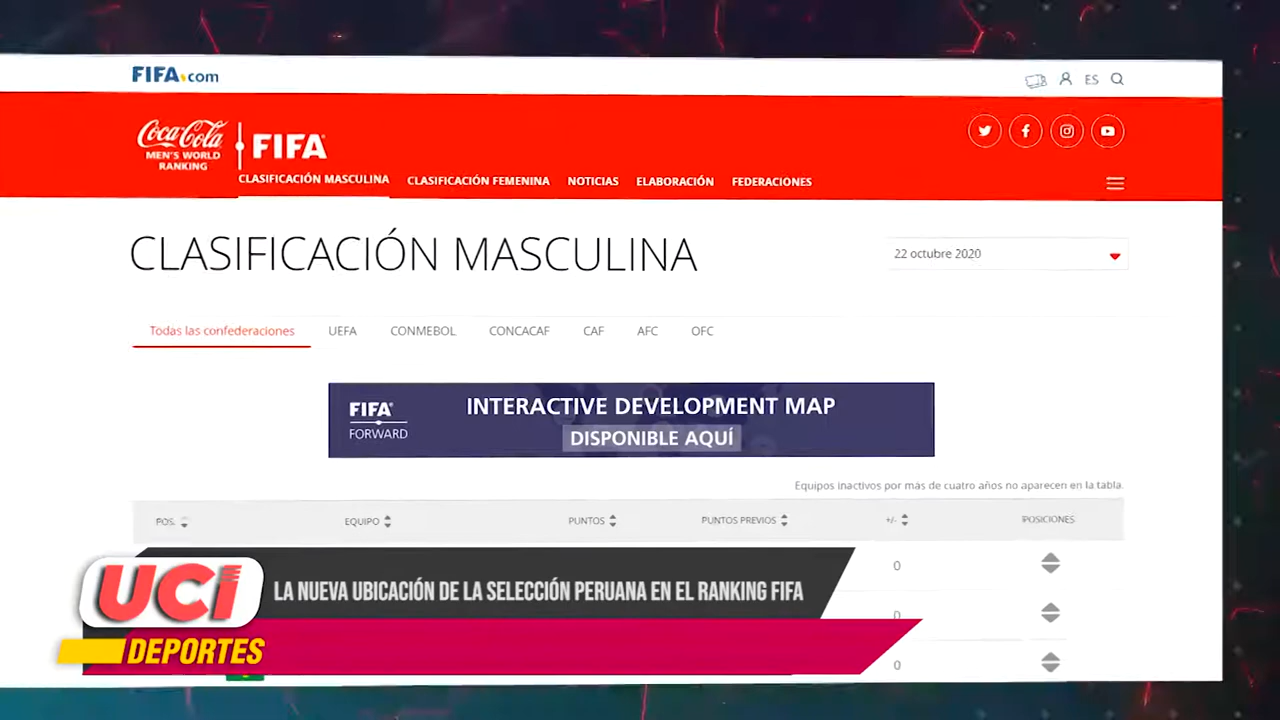 FIFA.com
ES
Coca-Cola
MEN'S WORLD
RANKING
FIFA
CLASIFICACIÓN MASCULINA
CLASIFICACIÓN FEMENINA
NOTICIAS
ELABORACIÓN
FEDERACIONES
CLASIFICACIÓN MASCULINA
22 octubre 2020
Todas las confederaciones
UEFA
CONMEBOL
CONCACAF
CAF
AFC
OFC
FIFA
FORWARD
INTERACTIVE DEVELOPMENT MAP
DISPONIBLE AQUÍ
Equipos inactivos por más de cuatro años no aparecen en la tabla.
POS.
EQUIPO
PUNTOS
PUNTOS PREVIOS
+/-
POSICIONES
0
0
0
UCI
DEPORTES
LA NUEVA UBICACIÓN DE LA SELECCIÓN PERUANA EN EL RANKING FIFA